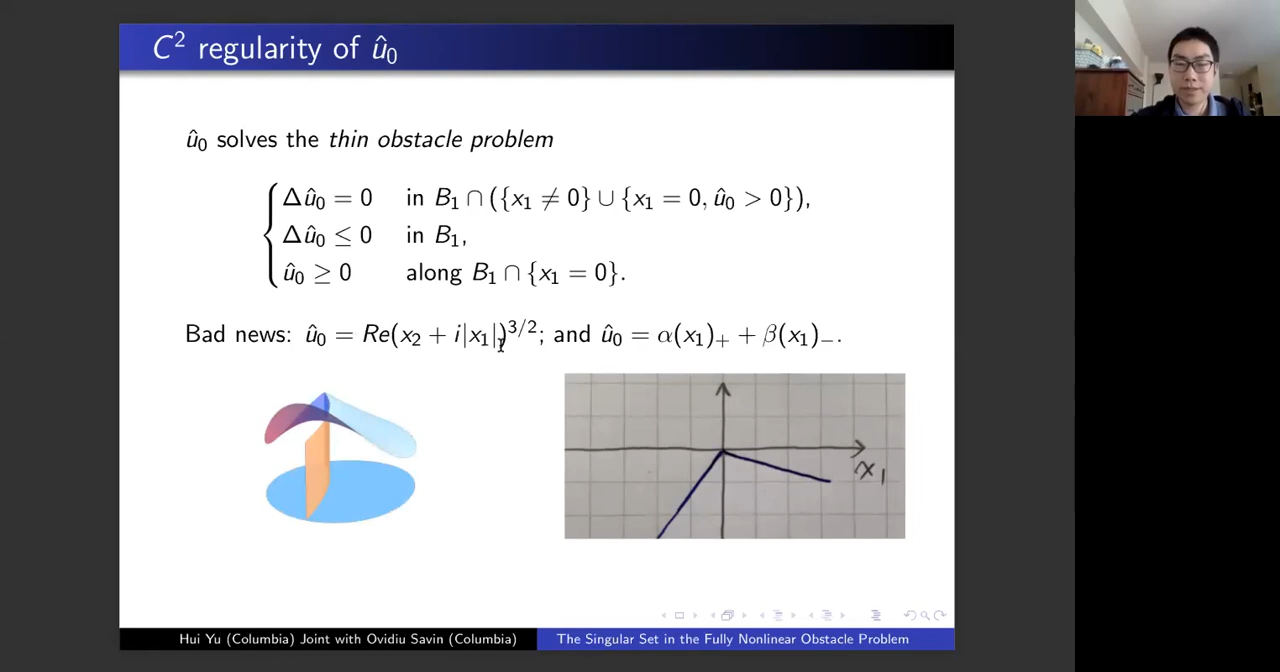 C² regularity of û₀
û₀ solves the thin obstacle problem
Δû₀ = 0 in B₁ ∩ ({x₁ ≠ 0} ∪ {x₁ = 0, û₀ > 0}),
Δû₀ ≤ 0 in B₁,
û₀ ≥ 0 along B₁ ∩ {x₁ = 0}.
Bad news: û₀ = Re(x₂ + i|x₁|)^{3/2}; and û₀ = α(x₁)₊ + β(x₁)₋.
x₁
Hui Yu (Columbia) Joint with Ovidiu Savin (Columbia) The Singular Set in the Fully Nonlinear Obstacle Problem